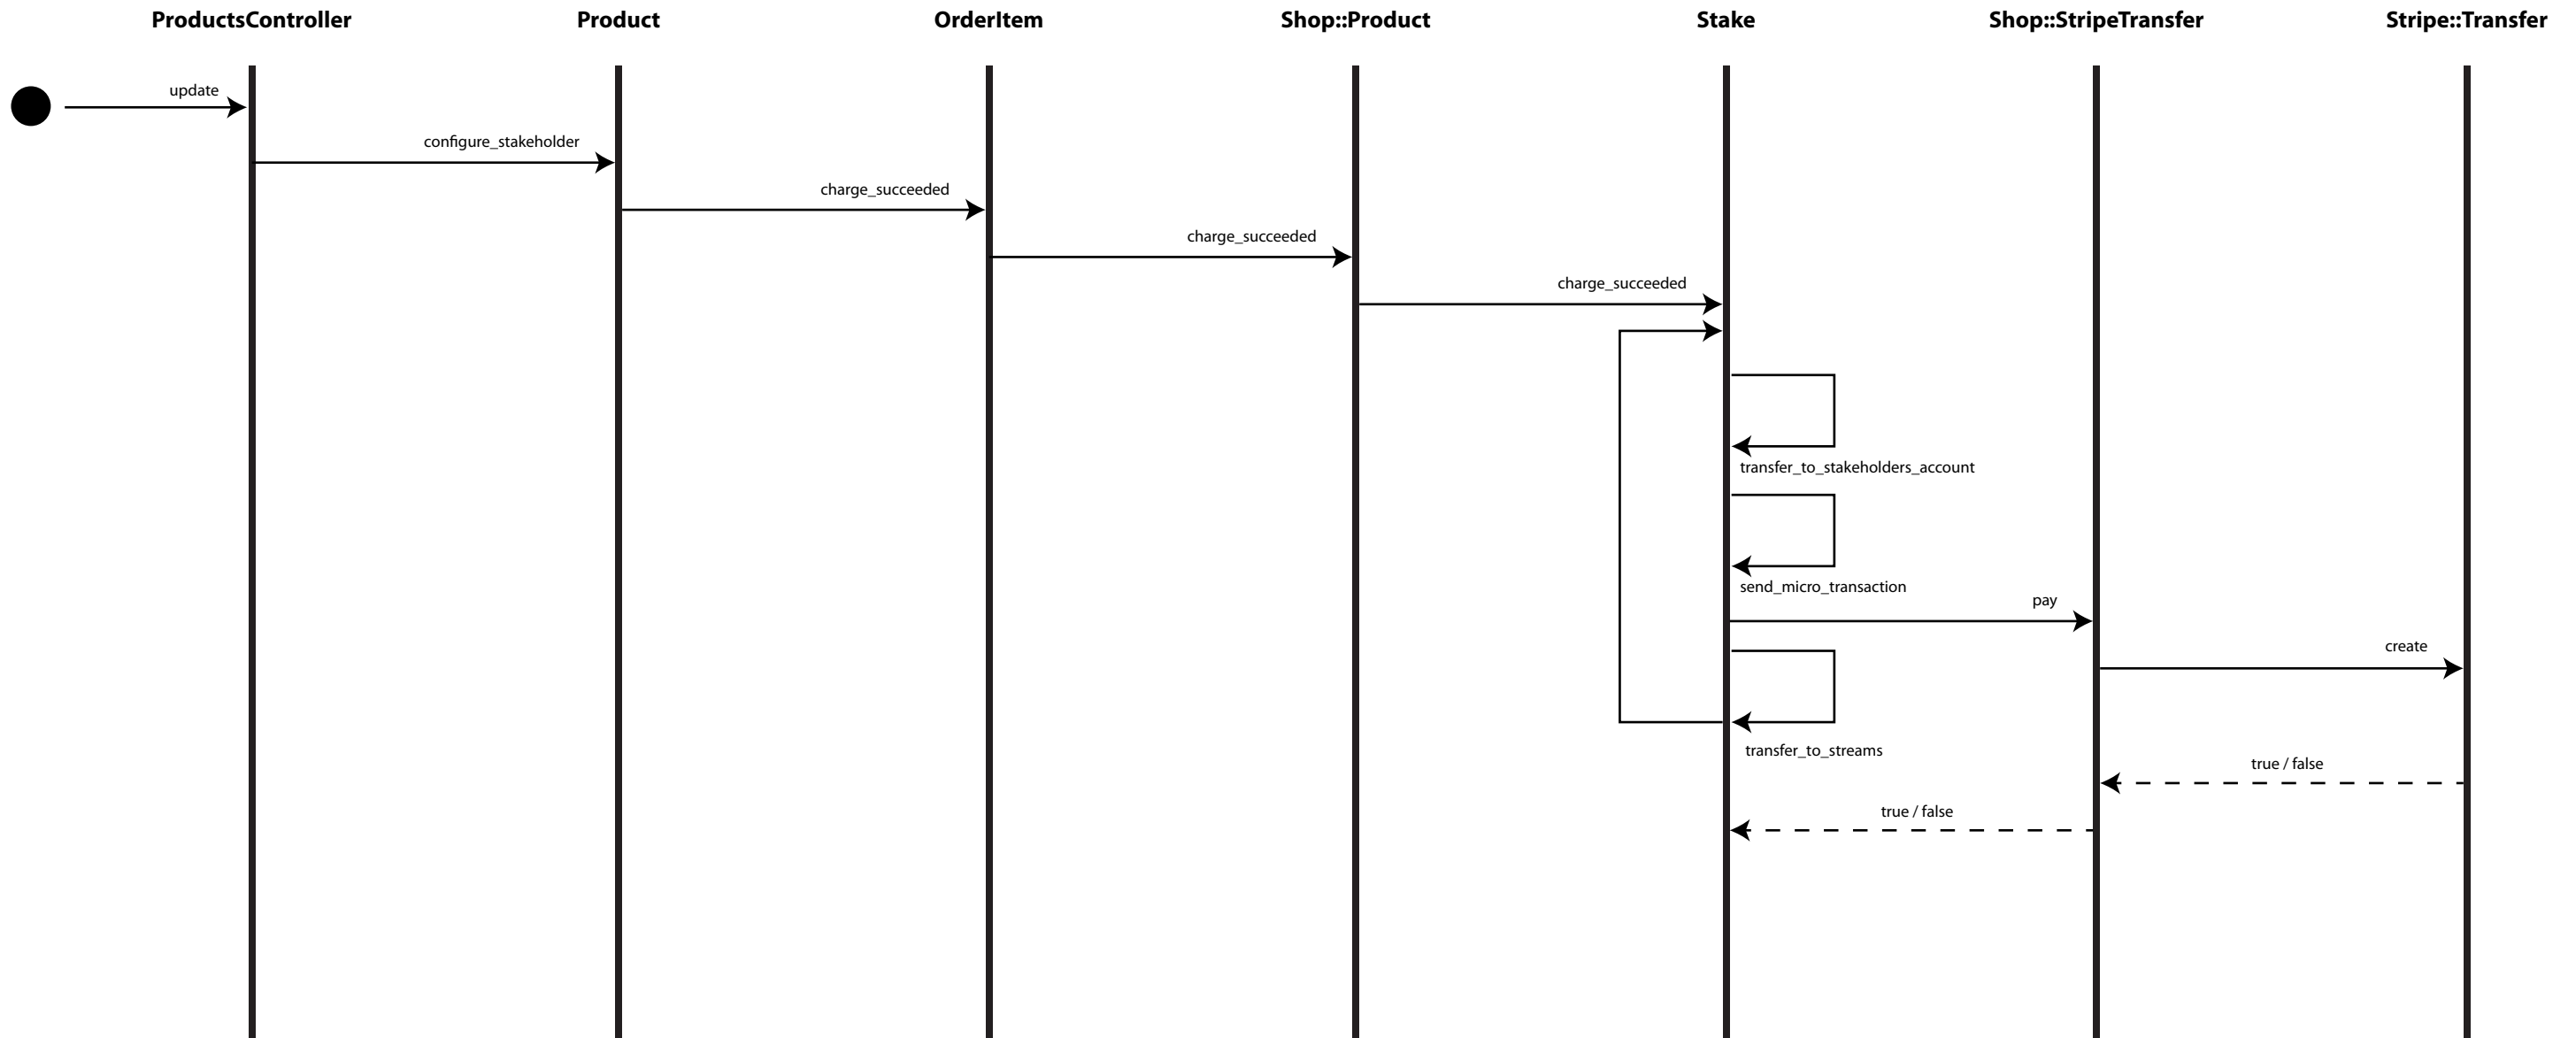 ProductsController
Product
OrderItem
Shop::Product
Stake
Shop::StripeTransfer
Stripe::Transfer
update
configure_stakeholder
charge_succeeded
charge_succeeded
charge_succeeded
transfer_to_stakeholders_account
send_micro_transaction
pay
create
transfer_to_streams
true / false
true / false